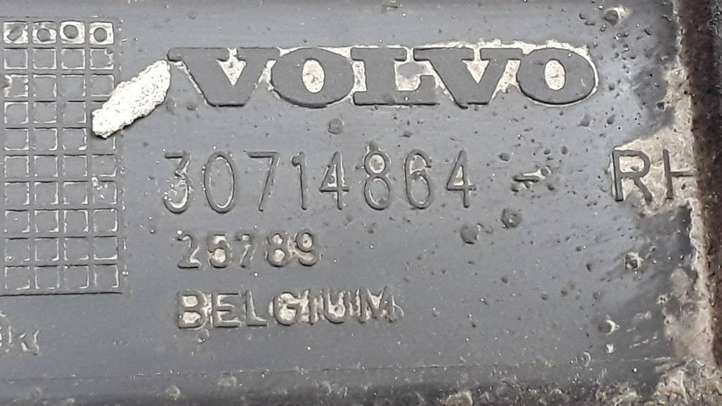 VOLVO
30714864 - RH
25789
BELGIUM